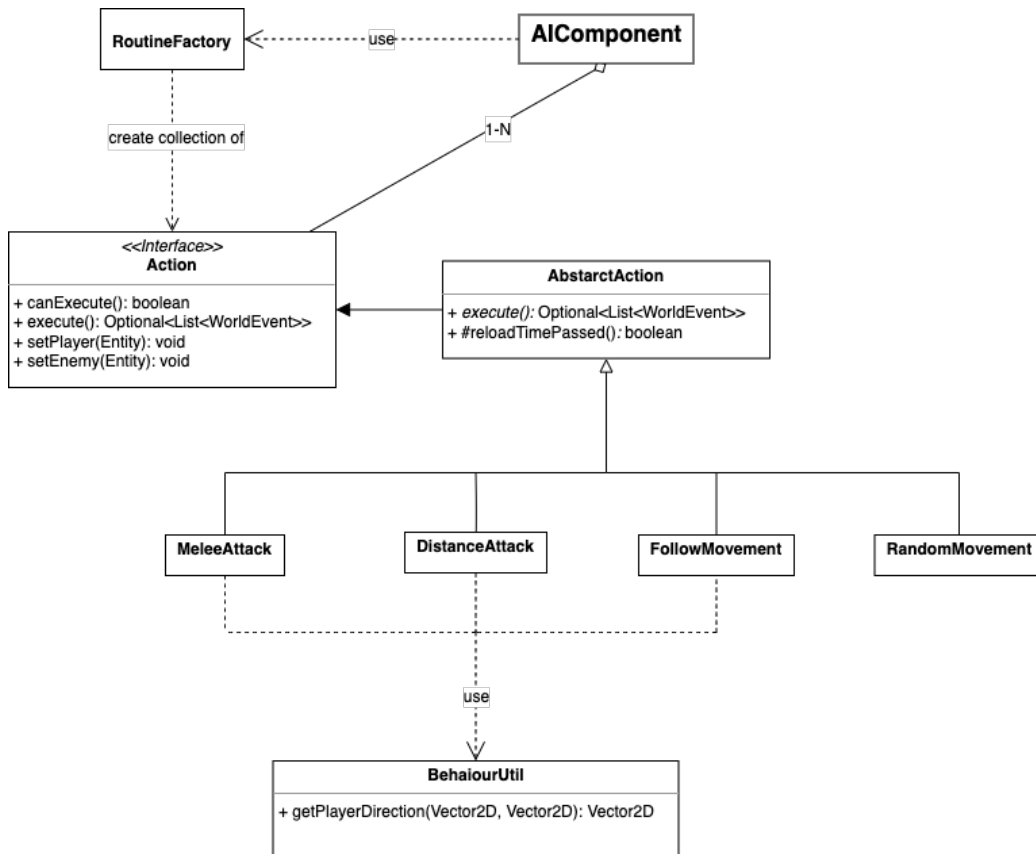 RoutineFactory
use
AIComponent
create collection of
1-N
<<Interface>>
Action
+ canExecute(): boolean
+ execute(): Optional<List<WorldEvent>>
+ setPlayer(Entity): void
+ setEnemy(Entity): void
AbstarctAction
+ execute(): Optional<List<WorldEvent>>
+ #reloadTimePassed(): boolean
MeleeAttack
DistanceAttack
FollowMovement
RandomMovement
use
BehaiourUtil
+ getPlayerDirection(Vector2D, Vector2D): Vector2D